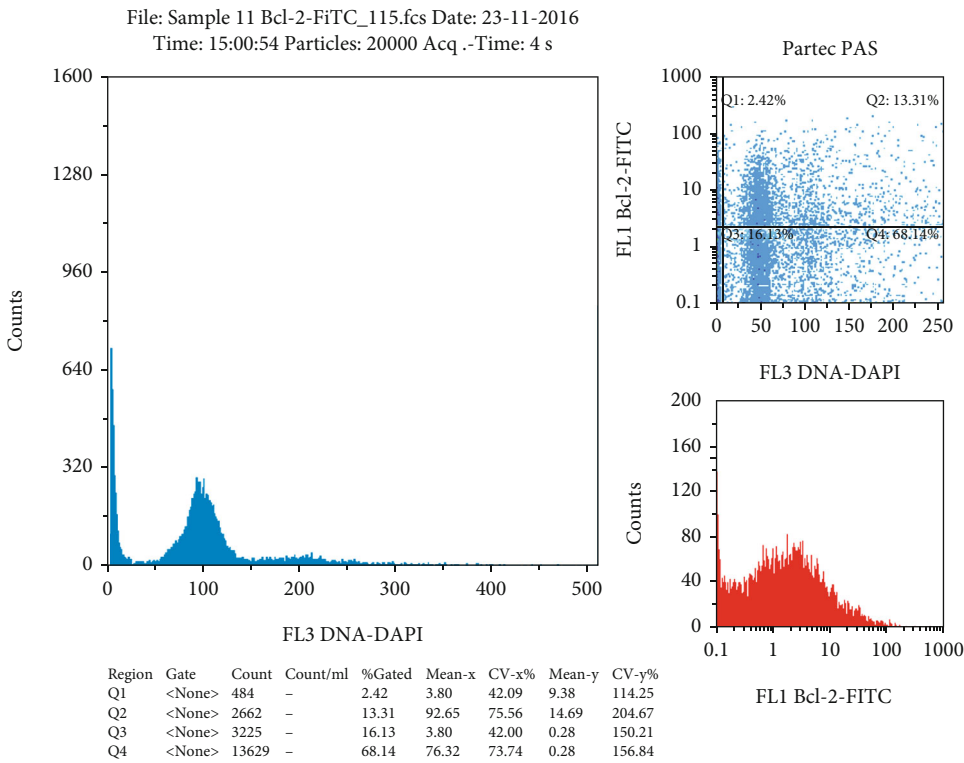 File: Sample 11 Bcl-2-FiTC_115.fcs Date: 23-11-2016
Time: 15:00:54 Particles: 20000 Acq .-Time: 4 s
1600
1280
960
640
320
0
Counts
0 100 200 300 400 500
FL3 DNA-DAPI
Partec PAS
1000
100
10
1
0.1
FL1 Bcl-2-FITC
Q1: 2.42% Q2: 13.31%
Q3: 16.13% Q4: 68.14%
0 50 100 150 200 250
FL3 DNA-DAPI
200
160
120
80
40
0
Counts
0.1 1 10 100 1000
FL1 Bcl-2-FITC
Region Gate Count Count/ml %Gated Mean-x CV-x% Mean-y CV-y%
Q1 <None> 484 – 2.42 3.80 42.09 9.38 114.25
Q2 <None> 2662 – 13.31 92.65 75.56 14.69 204.67
Q3 <None> 3225 – 16.13 3.80 42.00 0.28 150.21
Q4 <None> 13629 – 68.14 76.32 73.74 0.28 156.84